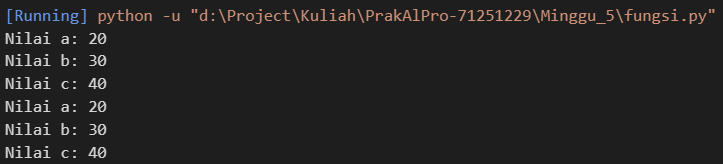 [Running] python -u "d:\Project\Kuliah\PrakAlPro-71251229\Minggu_5\fungsi.py"
Nilai a: 20
Nilai b: 30
Nilai c: 40
Nilai a: 20
Nilai b: 30
Nilai c: 40